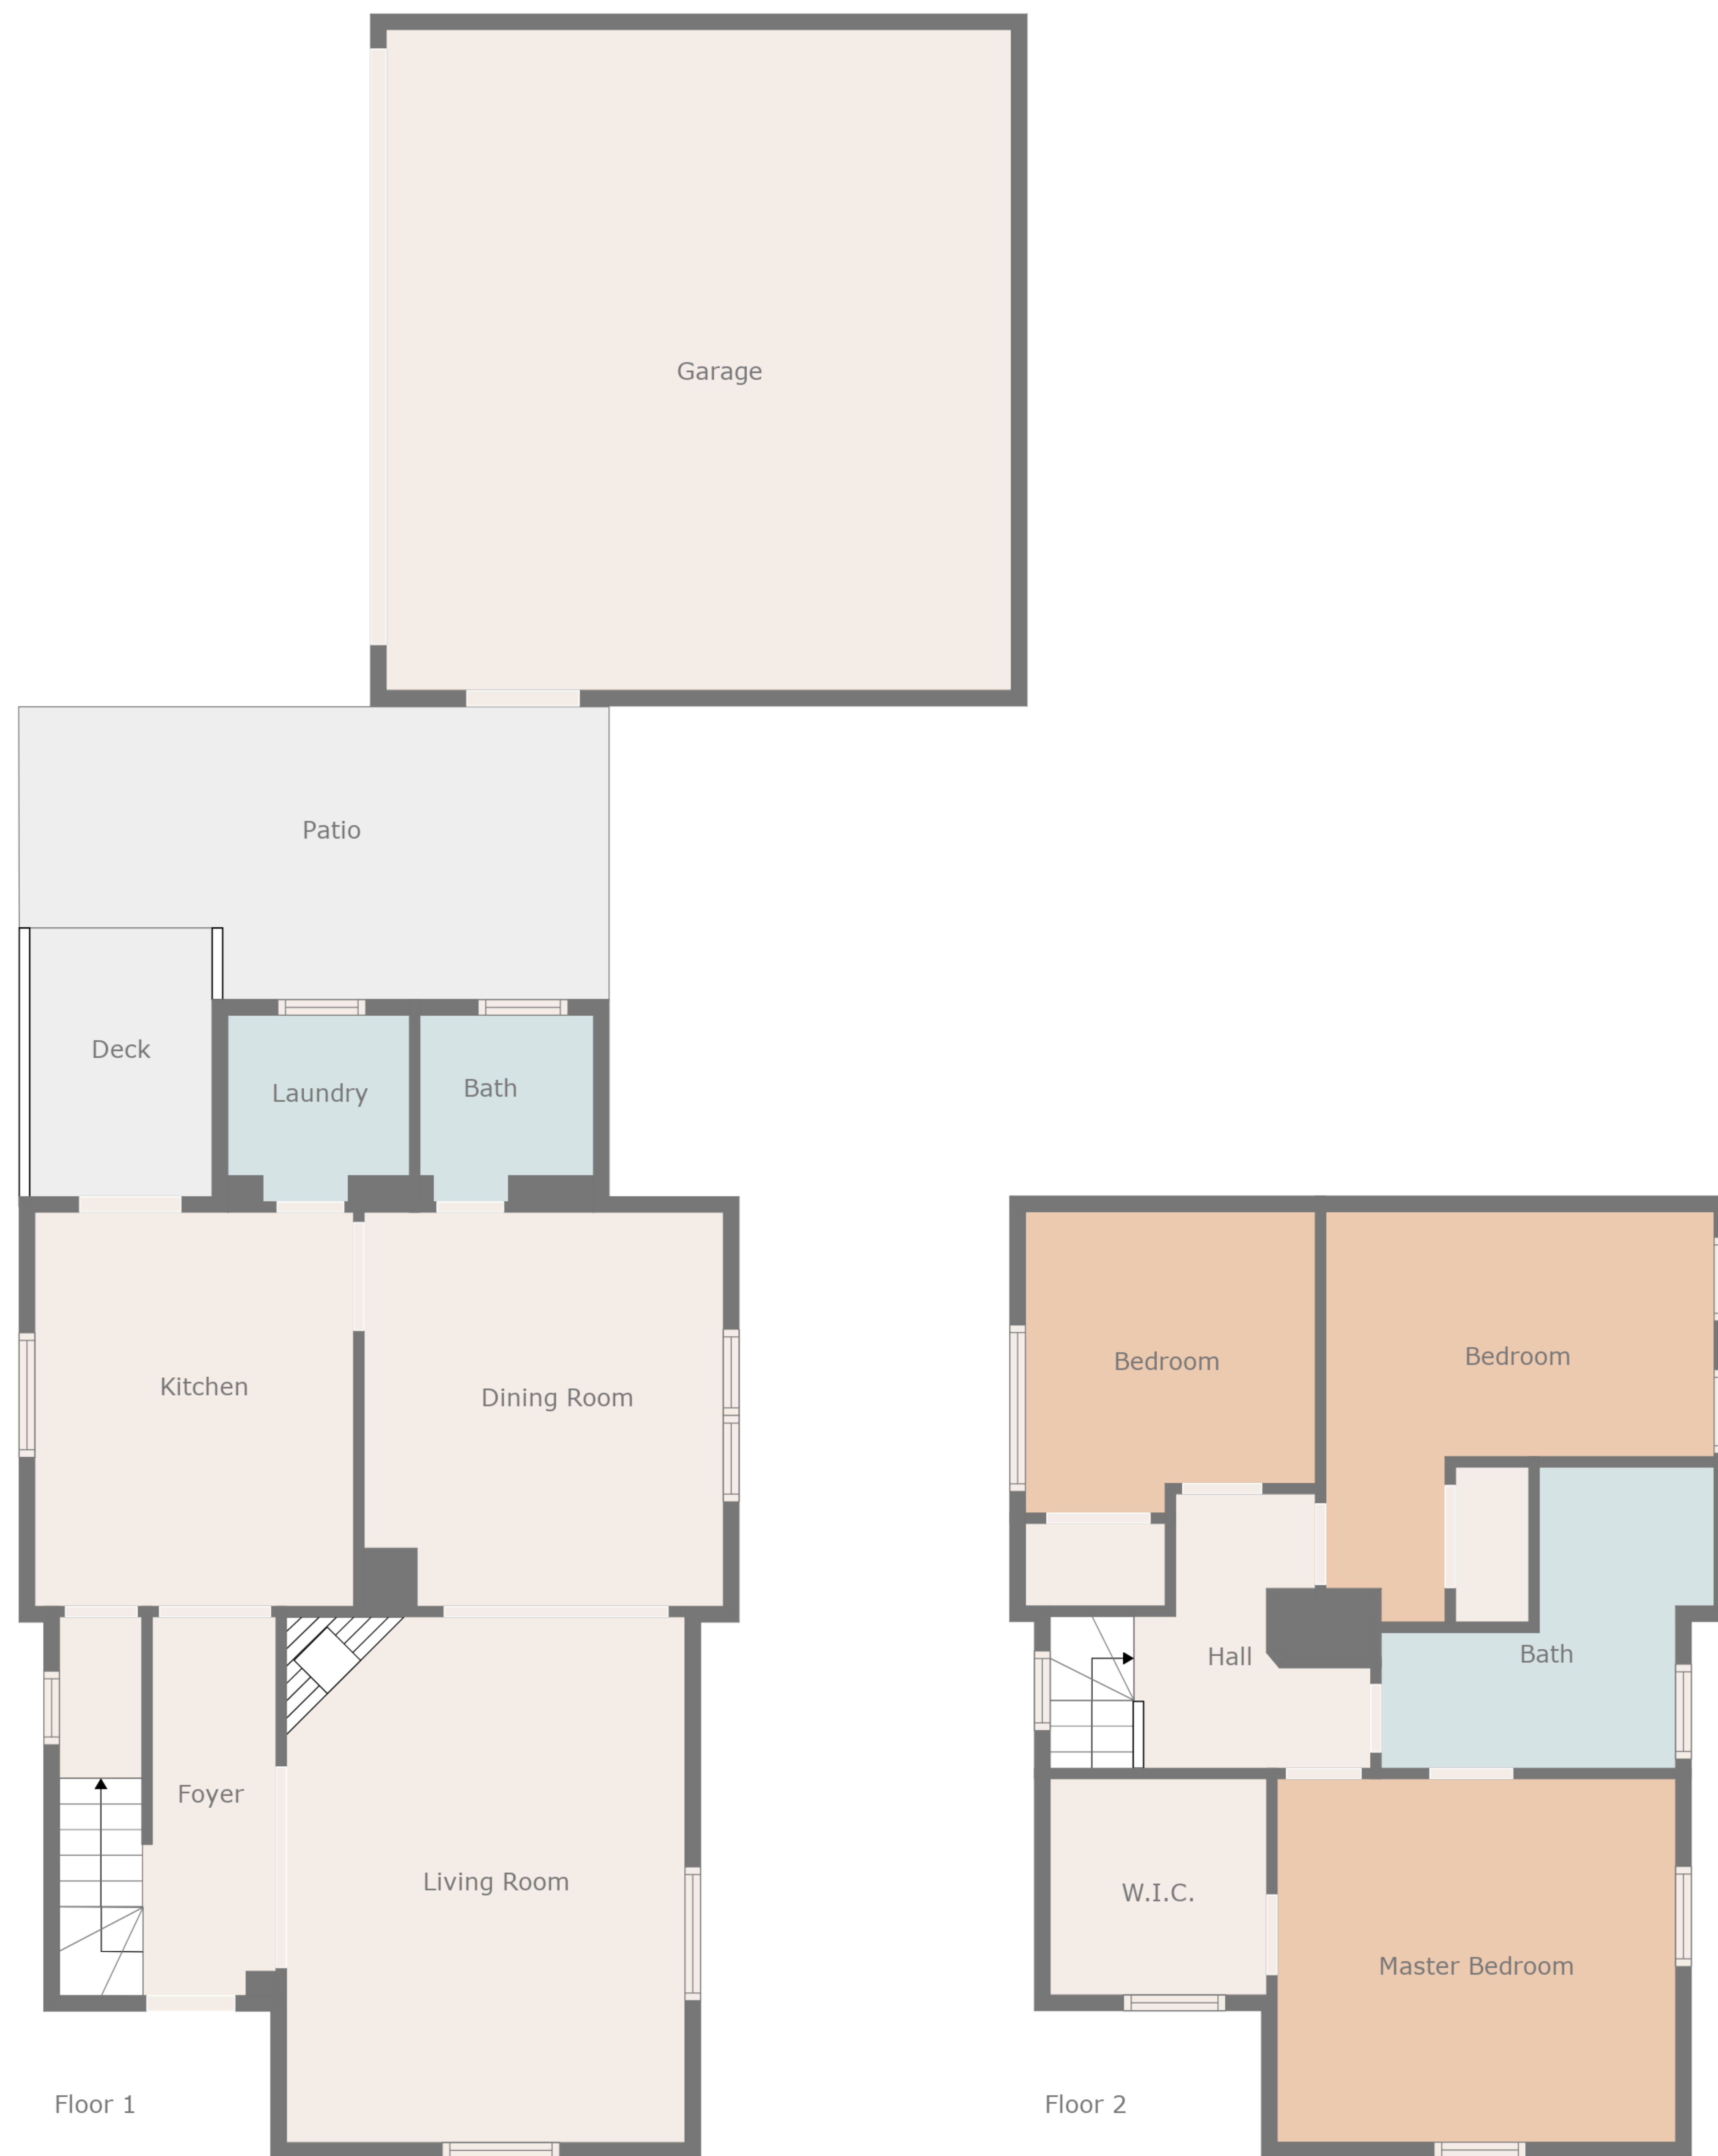 Garage
Patio
Deck
Laundry
Bath
Kitchen
Dining Room
Foyer
Living Room
Floor 1
Bedroom
Bedroom
Hall
Bath
W.I.C.
Master Bedroom
Floor 2